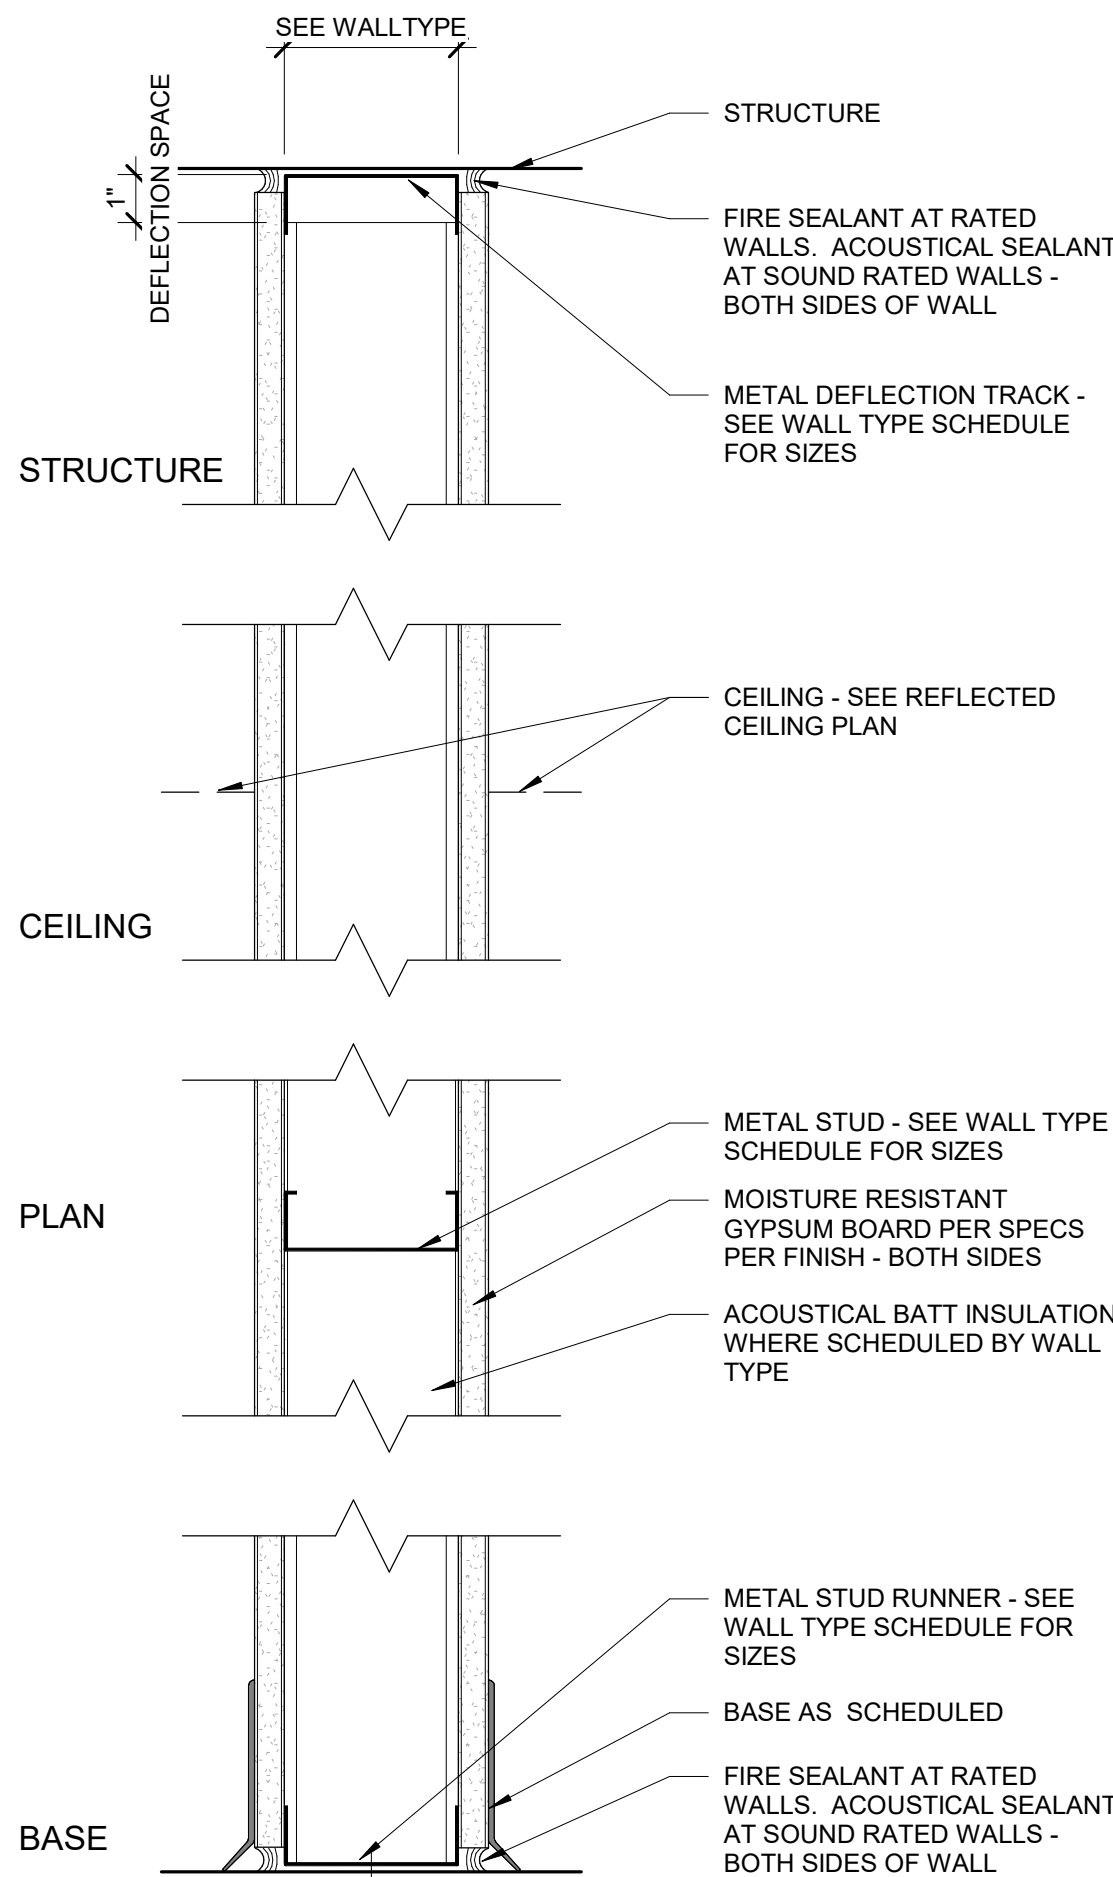 SEE WALLTYPE
DEFLECTION SPACE
1"
STRUCTURE
FIRE SEALANT AT RATED
WALLS. ACOUSTICAL SEALANT
AT SOUND RATED WALLS -
BOTH SIDES OF WALL
METAL DEFLECTION TRACK -
SEE WALL TYPE SCHEDULE
FOR SIZES
STRUCTURE
CEILING - SEE REFLECTED
CEILING PLAN
CEILING
METAL STUD - SEE WALL TYPE
SCHEDULE FOR SIZES
PLAN
MOISTURE RESISTANT
GYPSUM BOARD PER SPECS
PER FINISH - BOTH SIDES
ACOUSTICAL BATT INSULATION
WHERE SCHEDULED BY WALL
TYPE
METAL STUD RUNNER - SEE
WALL TYPE SCHEDULE FOR
SIZES
BASE AS SCHEDULED
BASE
FIRE SEALANT AT RATED
WALLS. ACOUSTICAL SEALANT
AT SOUND RATED WALLS -
BOTH SIDES OF WALL